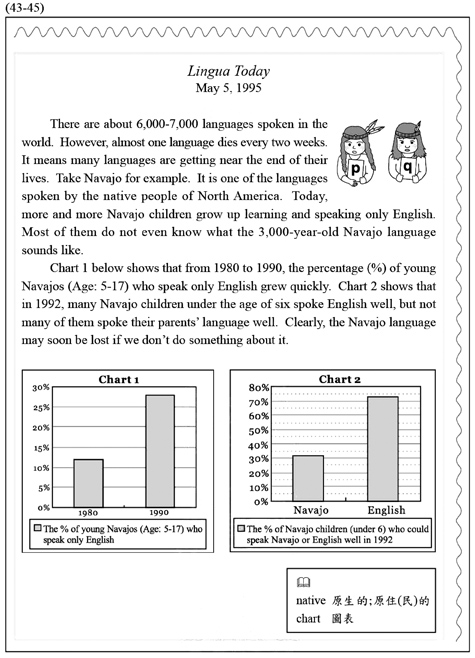 (43-45)
Lingua Today
May 5, 1995
There are about 6,000-7,000 languages spoken in the
world. However, almost one language dies every two weeks.
It means many languages are getting near the end of their
lives. Take Navajo for example. It is one of the languages
spoken by the native people of North America. Today,
more and more Navajo children grow up learning and speaking only English.
Most of them do not even know what the 3,000-year-old Navajo language
sounds like.
p
q
Chart 1 below shows that from 1980 to 1990, the percentage (%) of young
Navajos (Age: 5-17) who speak only English grew quickly. Chart 2 shows that
in 1992, many Navajo children under the age of six spoke English well, but not
many of them spoke their parents' language well. Clearly, the Navajo language
may soon be lost if we don't do something about it.
Chart 1
30%
25%
20%
15%
10%
5%
0%
1980 1990
The % of young Navajos (Age: 5-17) who
speak only English
Chart 2
80%
70%
60%
50%
40%
30%
20%
10%
0%
Navajo English
The % of Navajo children (under 6) who could
speak Navajo or English well in 1992
native 原生的;原住(民)的
chart 圖表